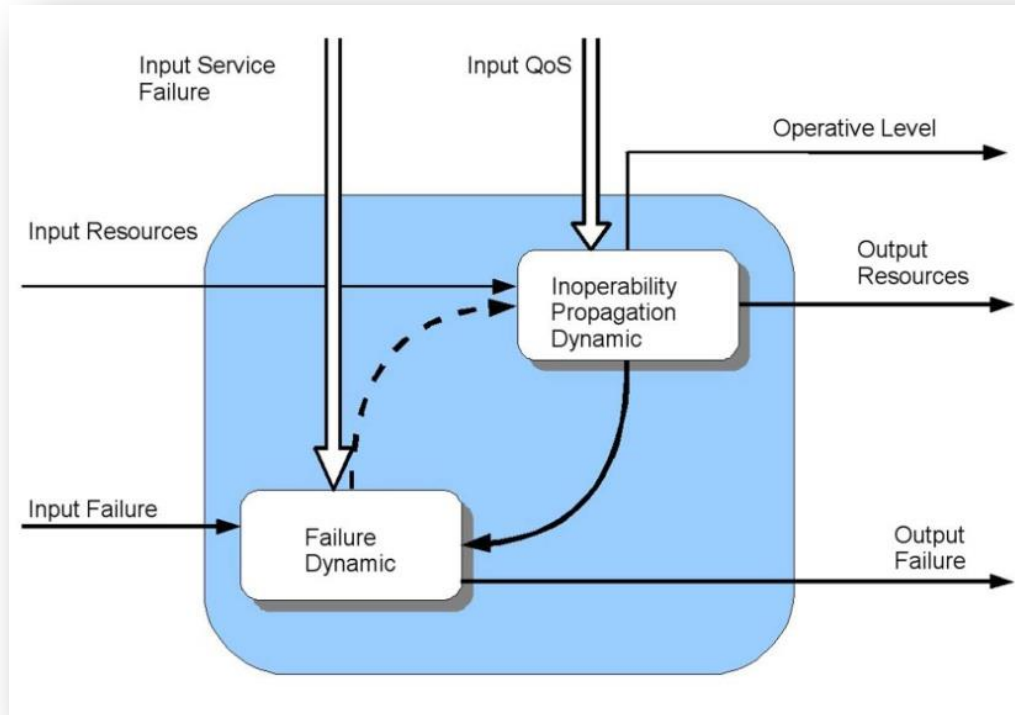 Input Service
Failure
Input QoS
Operative Level
Input Resources
Output
Resources
Inoperability
Propagation
Dynamic
Input Failure
Failure
Dynamic
Output
Failure